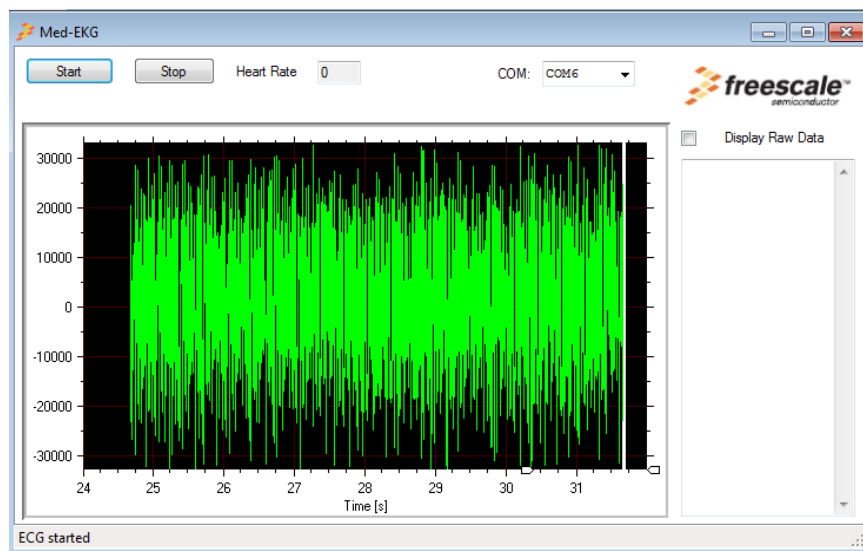 Med-EKG
Start Stop Heart Rate 0 COM: COM6
freescale™
semiconductor
Display Raw Data
30000
20000
10000
0
-10000
-20000
-30000
24 25 26 27 28 29 30 31
Time [s]
ECG started